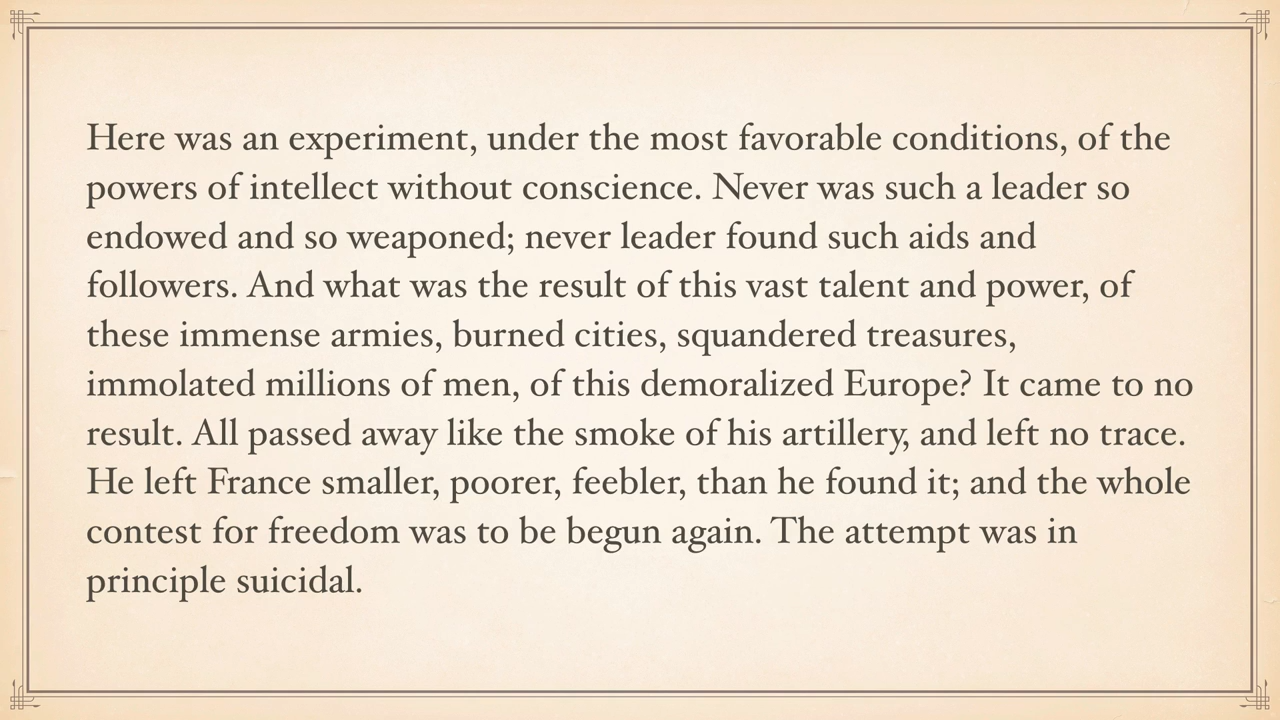 Here was an experiment, under the most favorable conditions, of the
powers of intellect without conscience. Never was such a leader so
endowed and so weaponed; never leader found such aids and
followers. And what was the result of this vast talent and power, of
these immense armies, burned cities, squandered treasures,
immolated millions of men, of this demoralized Europe? It came to no
result. All passed away like the smoke of his artillery, and left no trace.
He left France smaller, poorer, feebler, than he found it; and the whole
contest for freedom was to be begun again. The attempt was in
principle suicidal.